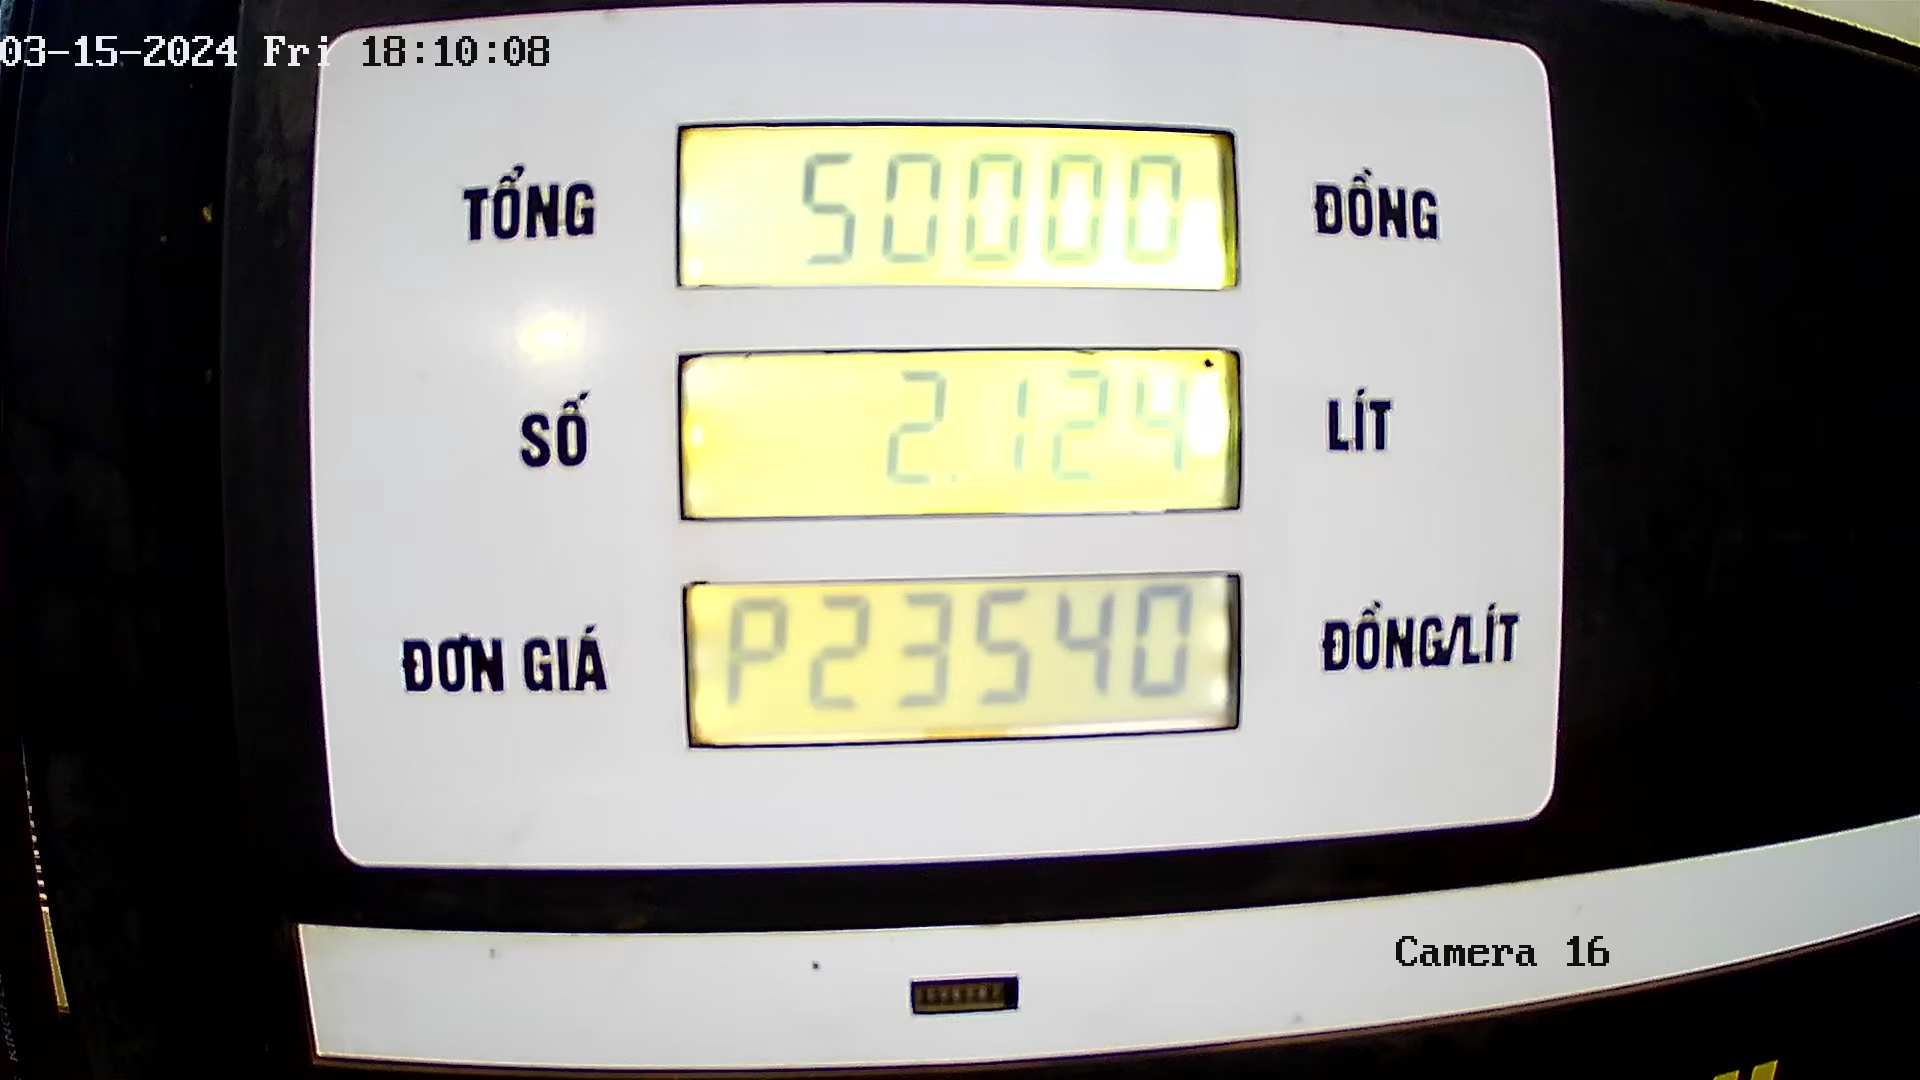 03-15-2024 Fri 18:10:08
TỔNG 50000 ĐỒNG
SỐ 2.124 LÍT
ĐƠN GIÁ P23540 ĐỒNG/LÍT
Camera 16